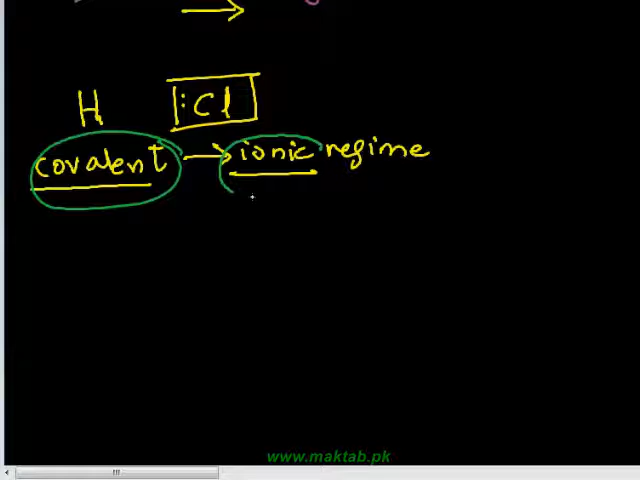 H :Cl
covalent → ionic regime
www.maktab.pk